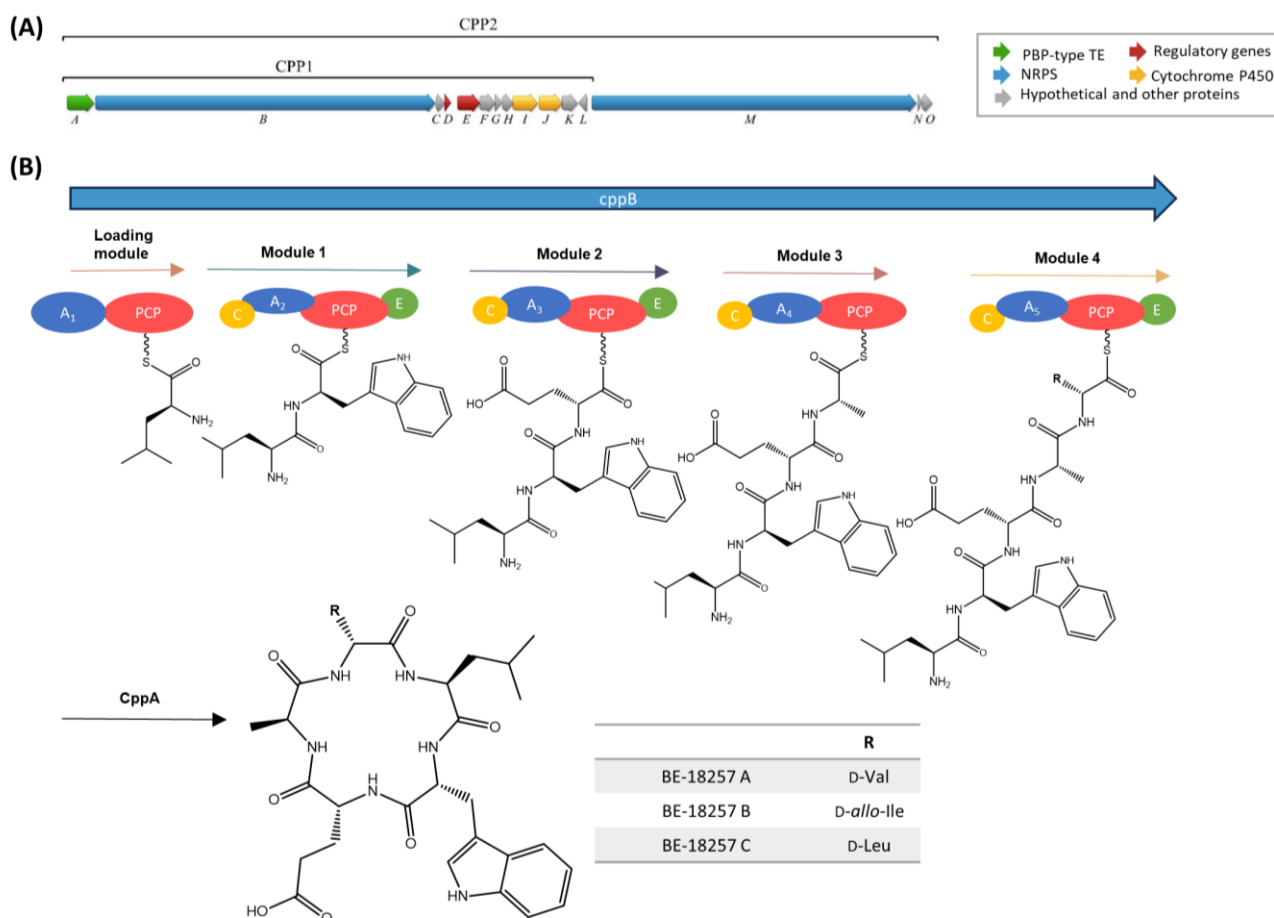 (A)
CPP2
CPP1
A B C D E F G H I J K L M N O
PBP-type TE
Regulatory genes
NRPS
Cytochrome P450
Hypothetical and other proteins
(B)
cppB
Loading module
Module 1
Module 2
Module 3
Module 4
A1 PCP
C A2 PCP E
C A3 PCP E
C A4 PCP
C A5 PCP E
S
O
NH2
O
S
NH
HN
O
NH2
S
O
HO
O
O
NH
NH
HN
O
NH2
O
S
HN
O
O
HO
NH
O
NH
HN
O
NH2
S
R
O
NH
O
O
HN
O
HO
NH
O
NH
HN
O
NH2
CppA
R
O
O
NH
HN
O
O
NH
HN
H
N
O
O
HO
O
HN
R
BE-18257 A D-Val
BE-18257 B D-allo-Ile
BE-18257 C D-Leu